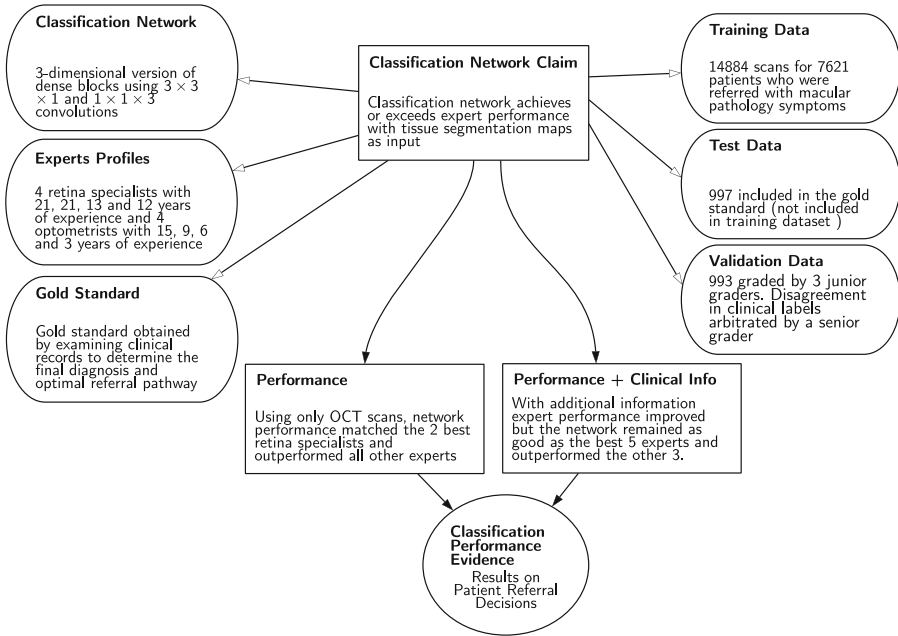 Classification Network
3-dimensional version of
dense blocks using 3 × 3
× 1 and 1 × 1 × 3
convolutions
Experts Profiles
4 retina specialists with
21, 21, 13 and 12 years
of experience and 4
optometrists with 15, 9, 6
and 3 years of experience
Gold Standard
Gold standard obtained
by examining clinical
records to determine the
final diagnosis and
optimal referral pathway
Classification Network Claim
Classification network achieves
or exceeds expert performance
with tissue segmentation maps
as input
Training Data
14884 scans for 7621
patients who were
referred with macular
pathology symptoms
Test Data
997 included in the gold
standard (not included
in training dataset )
Validation Data
993 graded by 3 junior
graders. Disagreement
in clinical labels
arbitrated by a senior
grader
Performance
Using only OCT scans, network
performance matched the 2 best
retina specialists and
outperformed all other experts
Performance + Clinical Info
With additional information
expert performance improved
but the network remained as
good as the best 5 experts and
outperformed the other 3.
Classification
Performance
Evidence
Results on
Patient Referral
Decisions